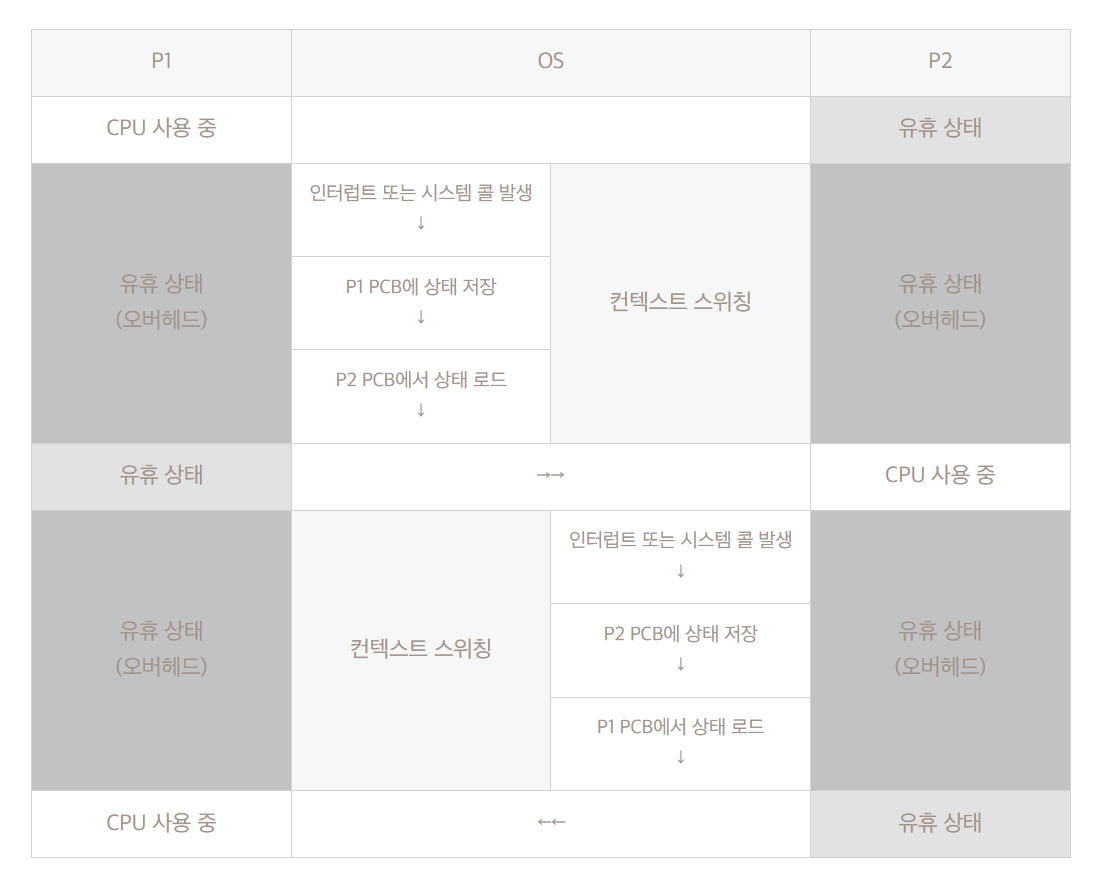 P1
OS
P2
CPU 사용 중
유휴 상태
유휴 상태
(오버헤드)
인터럽트 또는 시스템 콜 발생
↓
P1 PCB에 상태 저장
↓
P2 PCB에서 상태 로드
↓
컨텍스트 스위칭
유휴 상태
(오버헤드)
유휴 상태
→→
CPU 사용 중
유휴 상태
(오버헤드)
컨텍스트 스위칭
인터럽트 또는 시스템 콜 발생
↓
P2 PCB에 상태 저장
↓
P1 PCB에서 상태 로드
↓
유휴 상태
(오버헤드)
CPU 사용 중
←←
유휴 상태